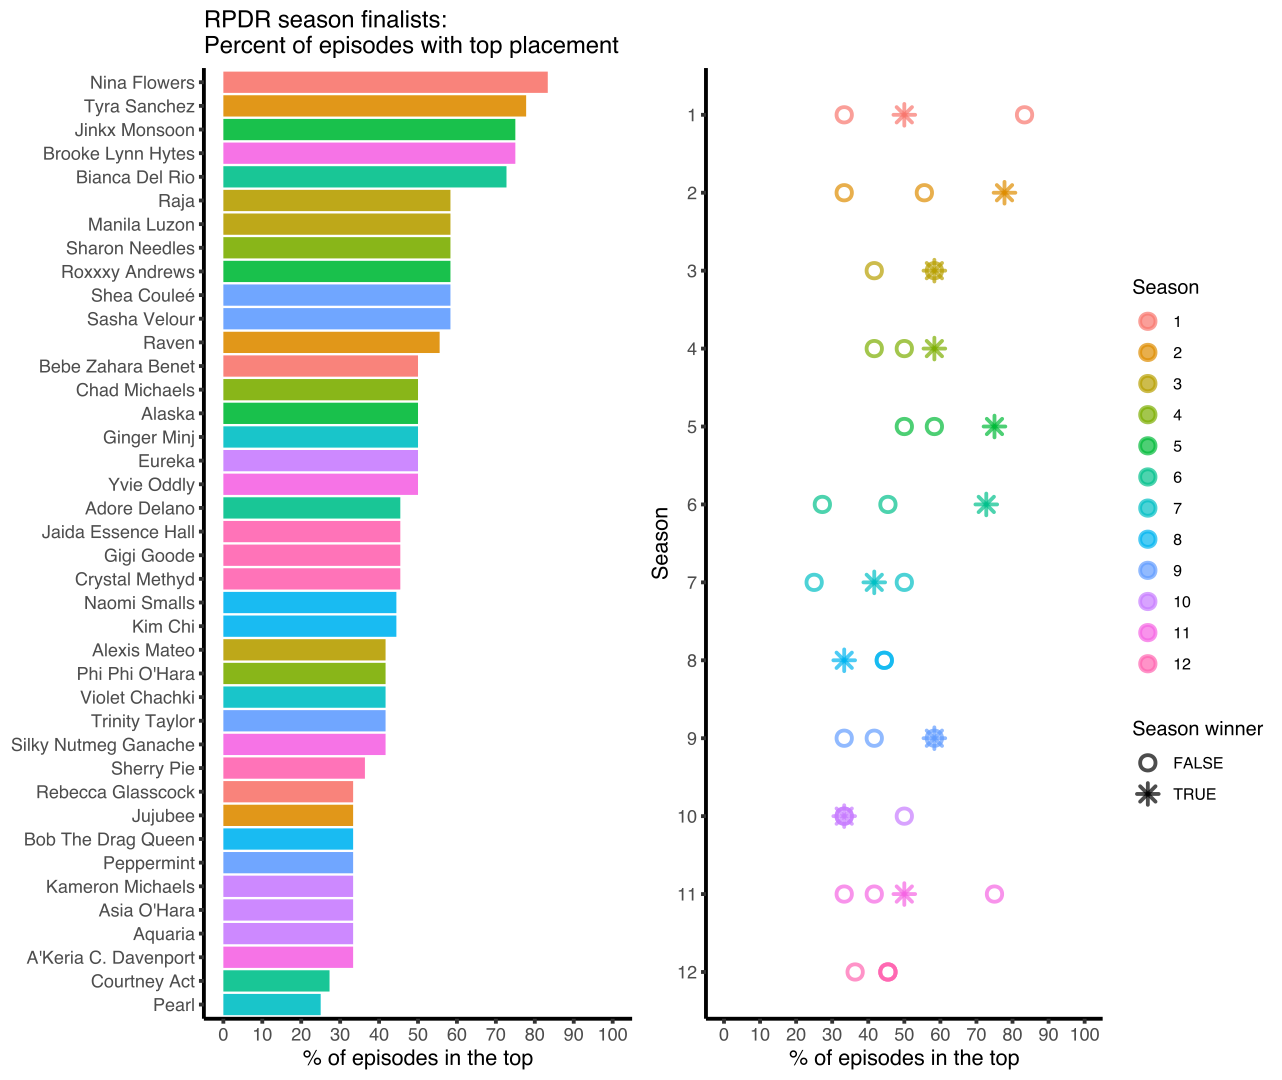 RPDR season finalists:
Percent of episodes with top placement
Nina Flowers
Tyra Sanchez
Jinkx Monsoon
Brooke Lynn Hytes
Bianca Del Rio
Raja
Manila Luzon
Sharon Needles
Roxxxy Andrews
Shea Couleé
Sasha Velour
Raven
Bebe Zahara Benet
Chad Michaels
Alaska
Ginger Minj
Eureka
Yvie Oddly
Adore Delano
Jaida Essence Hall
Gigi Goode
Crystal Methyd
Naomi Smalls
Kim Chi
Alexis Mateo
Phi Phi O'Hara
Violet Chachki
Trinity Taylor
Silky Nutmeg Ganache
Sherry Pie
Rebecca Glasscock
Jujubee
Bob The Drag Queen
Peppermint
Kameron Michaels
Asia O'Hara
Aquaria
A'Keria C. Davenport
Courtney Act
Pearl
0 10 20 30 40 50 60 70 80 90 100
% of episodes in the top
Season
1
2
3
4
5
6
7
8
9
10
11
12
0 10 20 30 40 50 60 70 80 90 100
% of episodes in the top
Season
1
2
3
4
5
6
7
8
9
10
11
12
Season winner
FALSE
TRUE